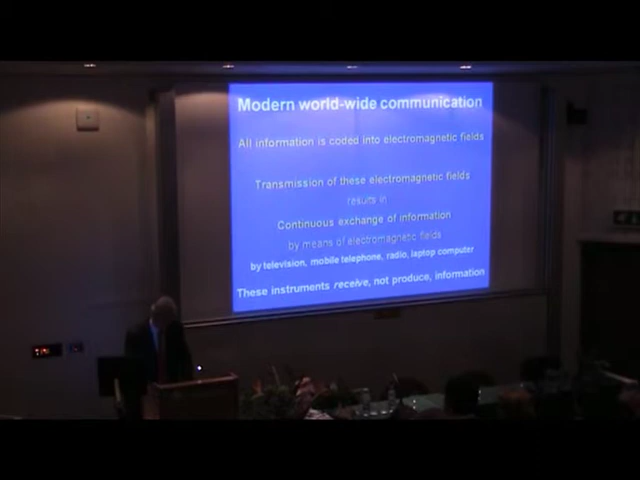 Modern world-wide communication
All information is coded into electromagnetic fields
Transmission of these electromagnetic fields
results in
Continuous exchange of information
by means of electromagnetic fields
by television, mobile telephone, radio, laptop computer
These instruments receive, not produce, information